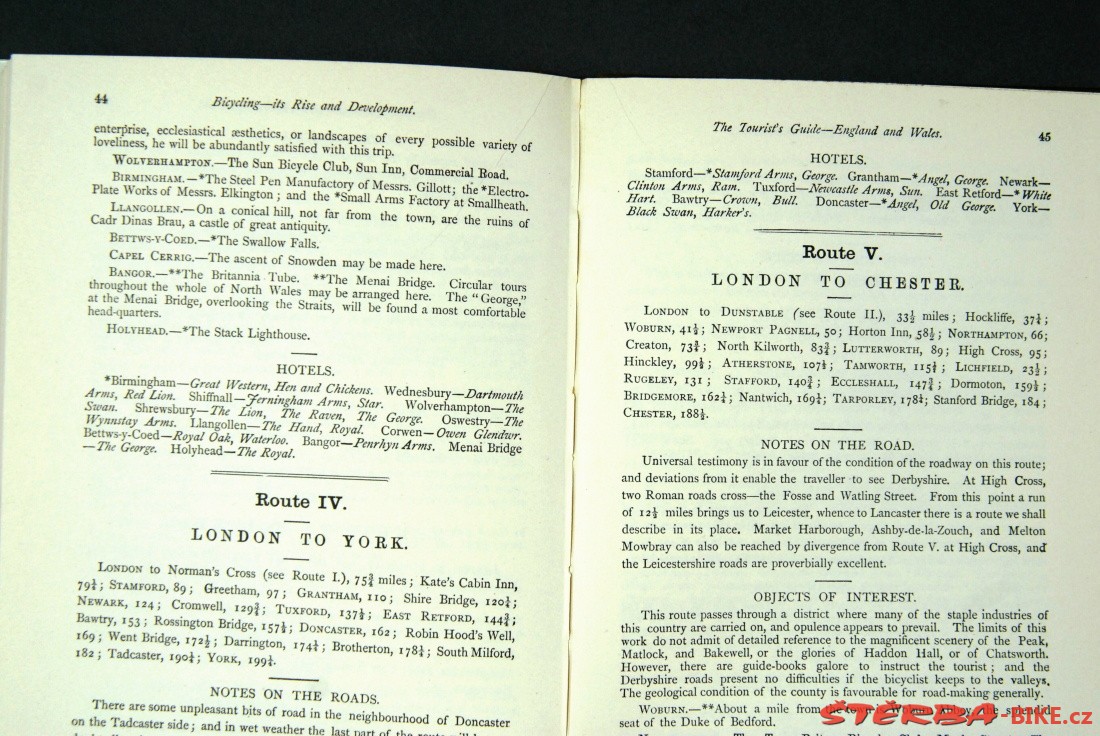 44
Bicycling—its Rise and Development.
enterprise, ecclesiastical æsthetics, or landscapes of every possible variety of
loveliness, he will be abundantly satisfied with this trip.
WOLVERHAMPTON.—The Sun Bicycle Club, Sun Inn, Commercial Road.
BIRMINGHAM.—*The Steel Pen Manufactory of Messrs. Gillott; the *Electro-
Plate Works of Messrs. Elkington; and the *Small Arms Factory at Smallheath.
LLANGOLLEN.—On a conical hill, not far from the town, are the ruins of
Cadr Dinas Brau, a castle of great antiquity.
BETTWS-Y-COED.—*The Swallow Falls.
CAPEL CERRIG.—The ascent of Snowden may be made here.
BANGOR.—**The Britannia Tube. **The Menai Bridge. Circular tours
throughout the whole of North Wales may be arranged here. The "George,"
at the Menai Bridge, overlooking the Straits, will be found a most comfortable
head-quarters.
HOLYHEAD.—*The Stack Lighthouse.
HOTELS.
*Birmingham—Great Western, Hen and Chickens. Wednesbury—Dartmouth
Arms, Red Lion. Shiffnall—Jerningham Arms, Star. Wolverhampton—The
Swan. Shrewsbury—The Lion, The Raven, The George. Oswestry—The
Wynnstay Arms. Llangollen—The Hand, Royal. Corwen—Owen Glendwr.
Bettws-y-Coed—Royal Oak, Waterloo. Bangor—Penrhyn Arms. Menai Bridge
—The George. Holyhead—The Royal.
Route IV.
LONDON TO YORK.
LONDON to Norman's Cross (see Route I.), 75¾ miles; Kate's Cabin Inn,
79¼; STAMFORD, 89; Greetham, 97; GRANTHAM, 110; Shire Bridge, 120¼;
NEWARK, 124; Cromwell, 129¾; TUXFORD, 137½; EAST RETFORD, 144¾;
Bawtry, 153; Rossington Bridge, 157½; DONCASTER, 162; Robin Hood's Well,
169; Went Bridge, 172½; Darrington, 174¼; Brotherton, 178¼; South Milford,
182; Tadcaster, 190¼; YORK, 199¼.
NOTES ON THE ROADS.
There are some unpleasant bits of road in the neighbourhood of Doncaster
on the Tadcaster side; and in wet weather the last part of the route will
The Tourist's Guide—England and Wales.
45
HOTELS.
Stamford—*Stamford Arms, George. Grantham—*Angel, George. Newark—
Clinton Arms, Ram. Tuxford—Newcastle Arms, Sun. East Retford—*White
Hart. Bawtry—Crown, Bull. Doncaster—*Angel, Old George. York—
Black Swan, Harker's.
Route V.
LONDON TO CHESTER.
LONDON to DUNSTABLE (see Route II.), 33½ miles; Hockliffe, 37¼;
WOBURN, 41½; NEWPORT PAGNELL, 50; Horton Inn, 58½; NORTHAMPTON, 66;
Creaton, 73¾; North Kilworth, 83¾; LUTTERWORTH, 89; High Cross, 95;
Hinckley, 99½; ATHERSTONE, 107½; TAMWORTH, 115¼; LICHFIELD, 23½;
RUGELEY, 131; STAFFORD, 140¾; ECCLESHALL, 147¾; Dormoton, 159½;
BRIDGEMORE, 162¼; Nantwich, 169¼; TARPORLEY, 178¼; Stanford Bridge, 184;
CHESTER, 188½.
NOTES ON THE ROAD.
Universal testimony is in favour of the condition of the roadway on this route;
and deviations from it enable the traveller to see Derbyshire. At High Cross,
two Roman roads cross—the Fosse and Watling Street. From this point a run
of 12½ miles brings us to Leicester, whence to Lancaster there is a route we shall
describe in its place. Market Harborough, Ashby-de-la-Zouch, and Melton
Mowbray can also be reached by divergence from Route V. at High Cross, and
the Leicestershire roads are proverbially excellent.
OBJECTS OF INTEREST.
This route passes through a district where many of the staple industries of
this country are carried on, and opulence appears to prevail. The limits of this
work do not admit of detailed reference to the magnificent scenery of the Peak,
Matlock, and Bakewell, or the glories of Haddon Hall, or of Chatsworth.
However, there are guide-books galore to instruct the tourist; and the
Derbyshire roads present no difficulties if the bicyclist keeps to the valleys.
The geological condition of the county is favourable for road-making generally.
WOBURN.—**About a mile from the town is Woburn Abbey, the splendid
seat of the Duke of Bedford.
ŠTĚRBA-BIKE.cz